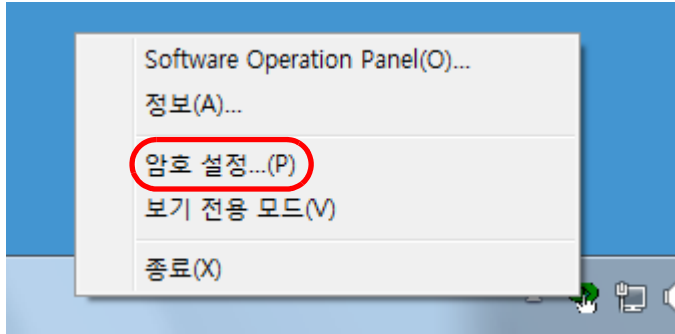 Software Operation Panel(O)...
정보(A)...
암호 설정...(P)
보기 전용 모드(V)
종료(X)